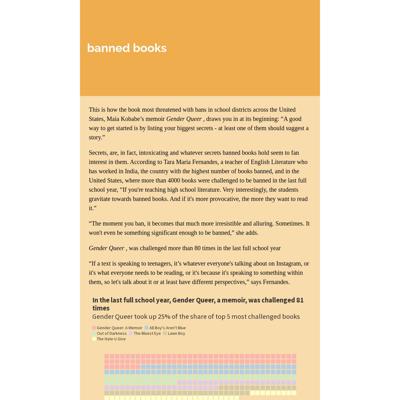 banned books
This is how the book most threatened with bans in school districts across the United
States, Maia Kobabe's memoir Gender Queer , draws you in at its beginning: “A good
way to get started is by listing your biggest secrets - at least one of them should suggest a
story.”
Secrets, are, in fact, intoxicating and whatever secrets banned books hold seem to fan
interest in them. According to Tara Maria Fernandes, a teacher of English Literature who
has worked in India, the country with the highest number of books banned, and in the
United States, where more than 4000 books were challenged to be banned in the last full
school year, “If you're teaching high school literature. Very interestingly, the students
gravitate towards banned books. And if it's more provocative, the more they want to read
it.”
“The moment you ban, it becomes that much more irresistible and alluring. Sometimes. It
won't even be something significant enough to be banned,” she adds.
Gender Queer , was challenged more than 80 times in the last full school year
“If a text is speaking to teenagers, it's whatever everyone's talking about on Instagram, or
it's what everyone needs to be reading, or it's because it's speaking to something within
them, so let's talk about it or at least have different perspectives,” says Fernandes.
In the last full school year, Gender Queer, a memoir, was challenged 81
times
Gender Queer took up 25% of the share of top 5 most challenged books
Gender Queer: A Memoir All Boy's Aren't Blue
Out of Darkness The Bluest Eye Lawn Boy
The Hate U Give